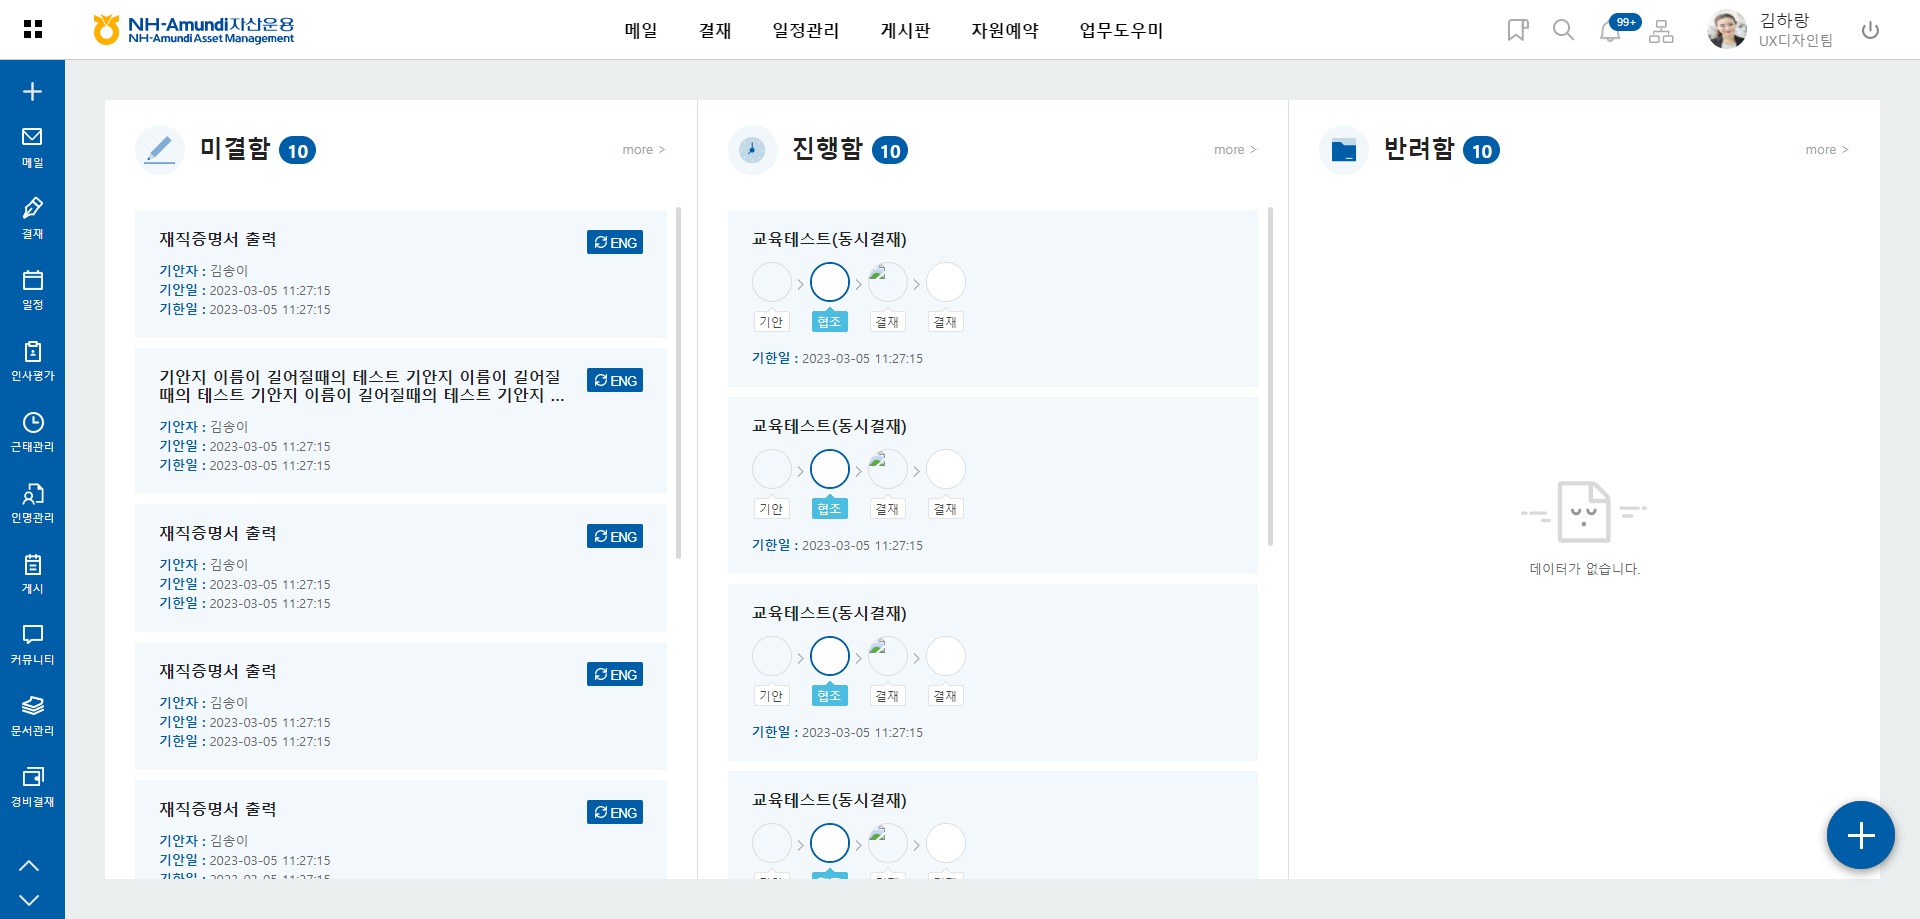 NH-Amundi자산운용
NH-Amundi Asset Management
메일 결재 일정관리 게시판 자원예약 업무도우미
99+
김하랑
UX디자인팀
메일
결재
일정
인사평가
근태관리
인명관리
게시
커뮤니티
문서관리
경비결재
미결함 10
more >
재직증명서 출력
ENG
기안자 : 김송이
기안일 : 2023-03-05 11:27:15
기한일 : 2023-03-05 11:27:15
기안지 이름이 길어질때의 테스트 기안지 이름이 길어질
때의 테스트 기안지 이름이 길어질때의 테스트 기안지 ...
ENG
기안자 : 김송이
기안일 : 2023-03-05 11:27:15
기한일 : 2023-03-05 11:27:15
재직증명서 출력
ENG
기안자 : 김송이
기안일 : 2023-03-05 11:27:15
기한일 : 2023-03-05 11:27:15
재직증명서 출력
ENG
기안자 : 김송이
기안일 : 2023-03-05 11:27:15
기한일 : 2023-03-05 11:27:15
재직증명서 출력
ENG
기안자 : 김송이
기안일 : 2023-03-05 11:27:15
기한일 : 2023-03-05 11:27:15
진행함 10
more >
교육테스트(동시결재)
기안 협조 결재 결재
기한일 : 2023-03-05 11:27:15
교육테스트(동시결재)
기안 협조 결재 결재
기한일 : 2023-03-05 11:27:15
교육테스트(동시결재)
기안 협조 결재 결재
기한일 : 2023-03-05 11:27:15
교육테스트(동시결재)
반려함 10
more >
데이터가 없습니다.